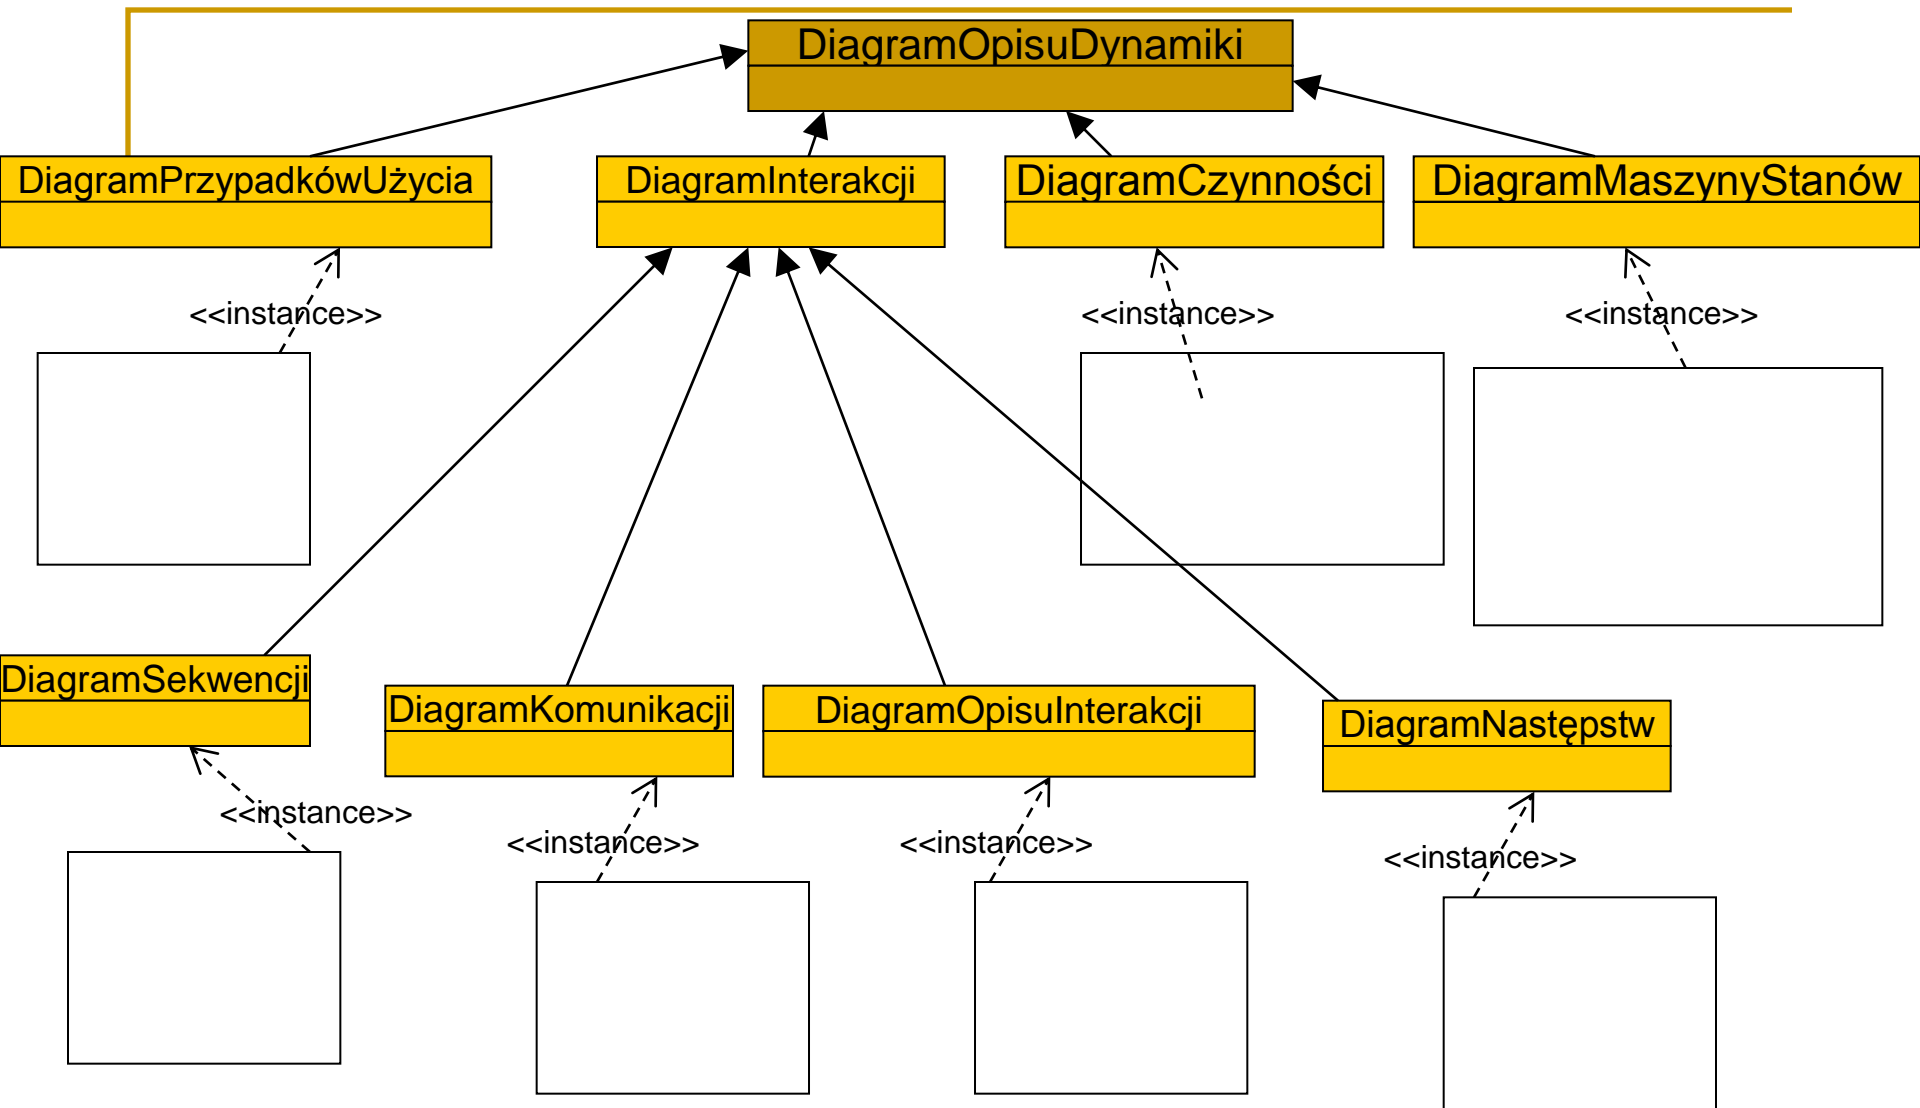 DiagramOpisuDynamiki
DiagramPrzypadkówUżycia
DiagramInterakcji
DiagramCzynności
DiagramMaszynyStanów
<<instance>>
<<instance>>
<<instance>>
DiagramSekwencji
DiagramKomunikacji
DiagramOpisuInterakcji
DiagramNastępstw
<<instance>>
<<instance>>
<<instance>>
<<instance>>